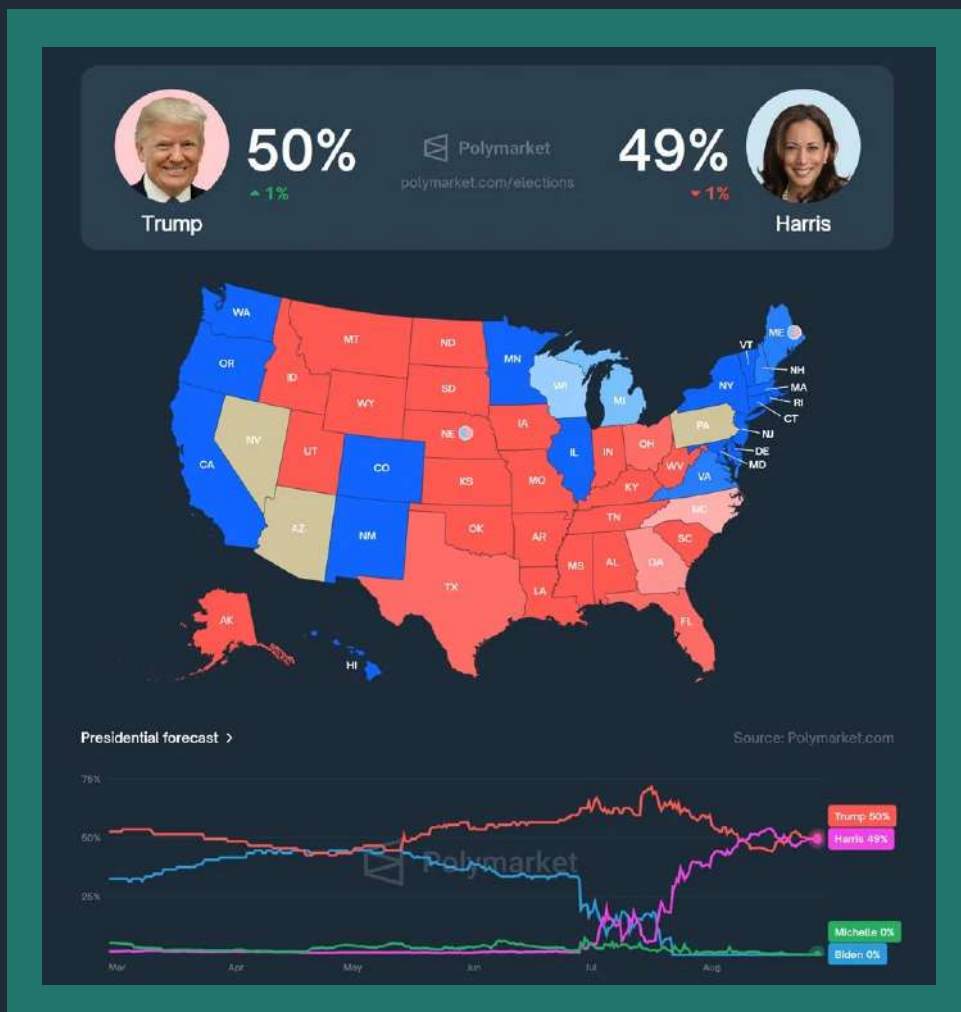 50%
1%
Trump
Polymarket
polymarket.com/elections
49%
1%
Harris
WA
OR
CA
NV
ID
MT
WY
UT
AZ
CO
NM
ND
SD
NE
KS
OK
TX
MN
IA
MO
AR
LA
WI
IL
MI
IN
OH
KY
TN
MS
AL
GA
FL
SC
NC
VA
WV
PA
NY
VT
ME
NH
MA
RI
CT
NJ
DE
MD
AK
HI
Presidential forecast >
Source: Polymarket.com
75%
50%
25%
Polymarket
Trump 50%
Harris 49%
Michelle 0%
Biden 0%
Mar
Apr
May
Jun
Jul
Aug